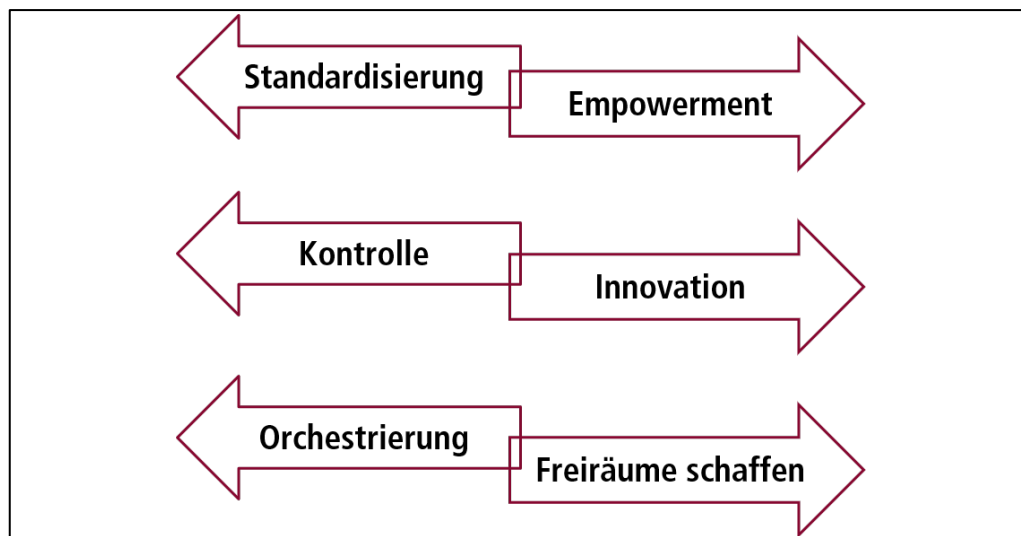 Standardisierung
Empowerment
Kontrolle
Innovation
Orchestrierung
Freiräume schaffen